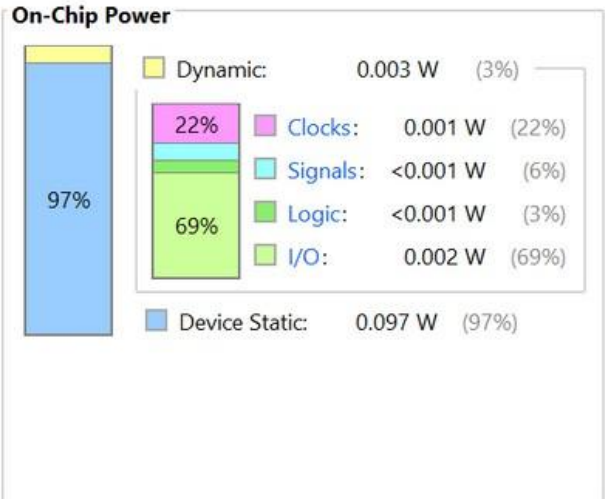 On-Chip Power
Dynamic: 0.003 W (3%)
97%
22%
69%
Clocks: 0.001 W (22%)
Signals: <0.001 W (6%)
Logic: <0.001 W (3%)
I/O: 0.002 W (69%)
Device Static: 0.097 W (97%)